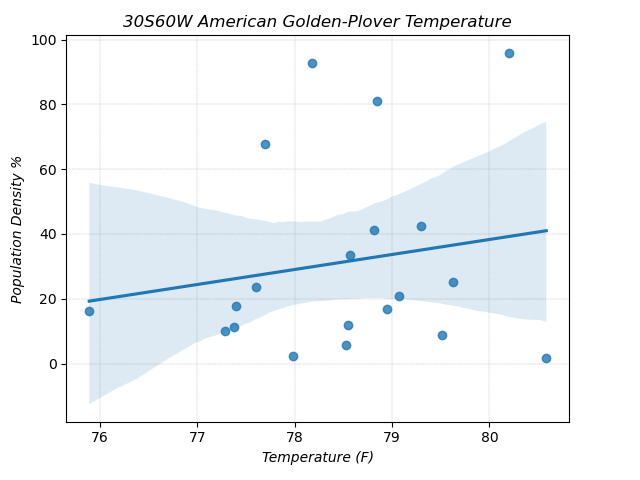 30S60W American Golden-Plover Temperature
100
80
60
40
20
0
Population Density %
76 77 78 79 80
Temperature (F)